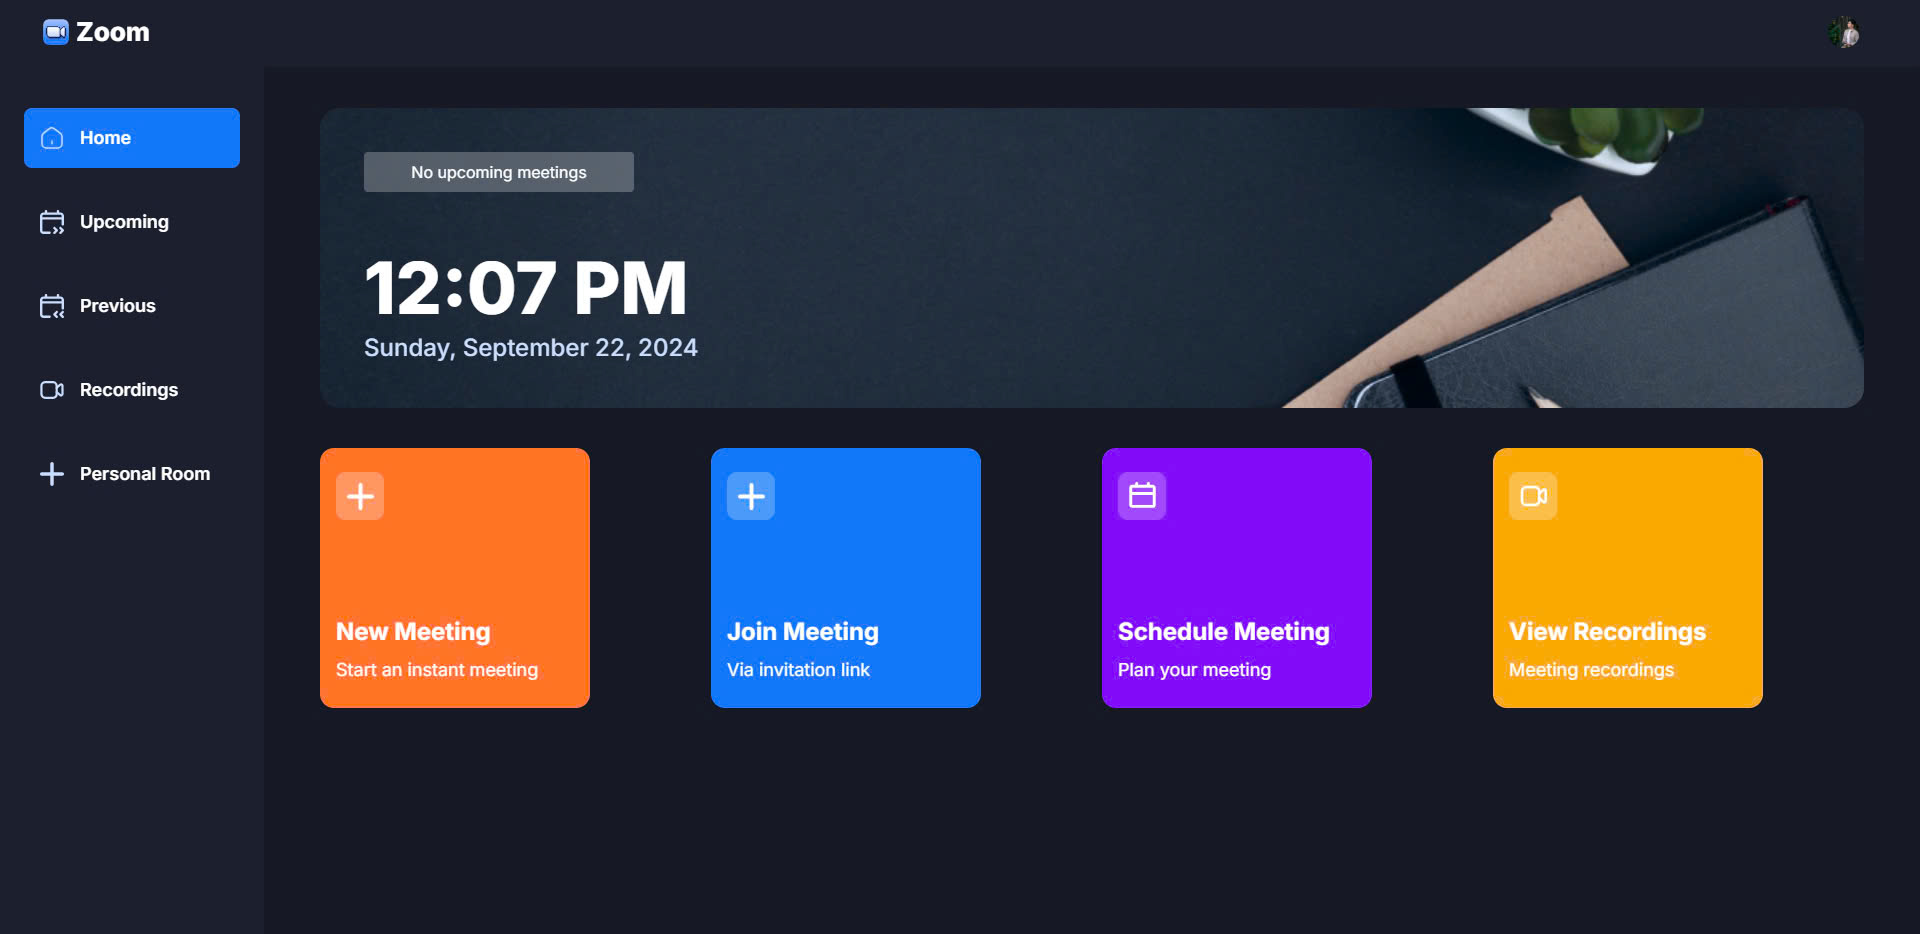 Zoom
Home
Upcoming
Previous
Recordings
Personal Room
No upcoming meetings
12:07 PM
Sunday, September 22, 2024
New Meeting
Start an instant meeting
Join Meeting
Via invitation link
Schedule Meeting
Plan your meeting
View Recordings
Meeting recordings